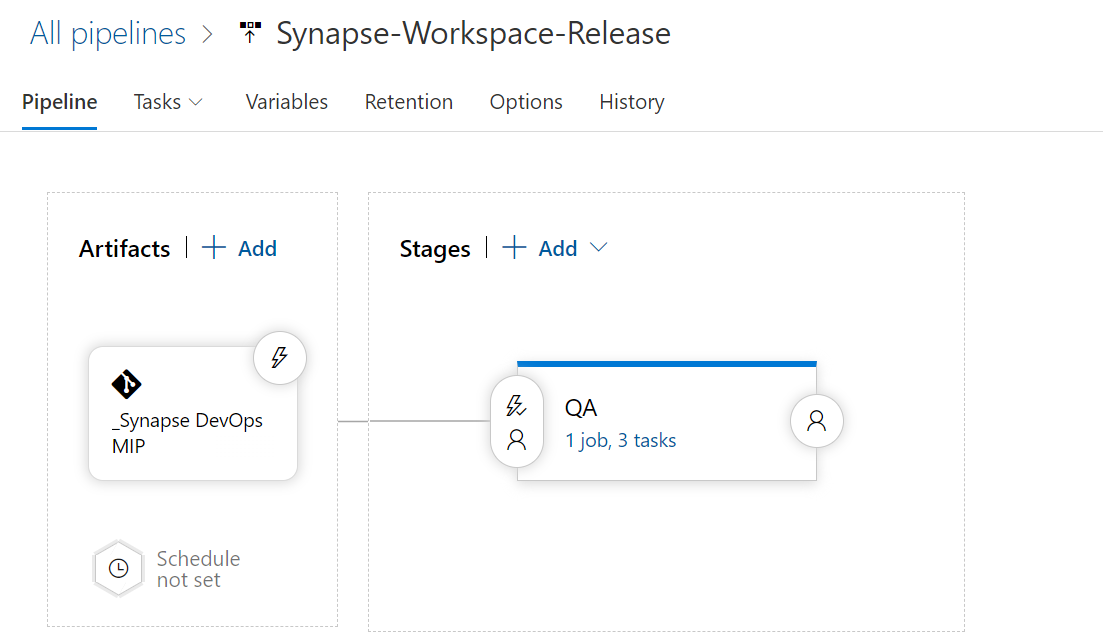 All pipelines > Synapse-Workspace-Release
Pipeline Tasks Variables Retention Options History
Artifacts | + Add
Stages | + Add
_Synapse DevOps
MIP
QA
1 job, 3 tasks
Schedule
not set